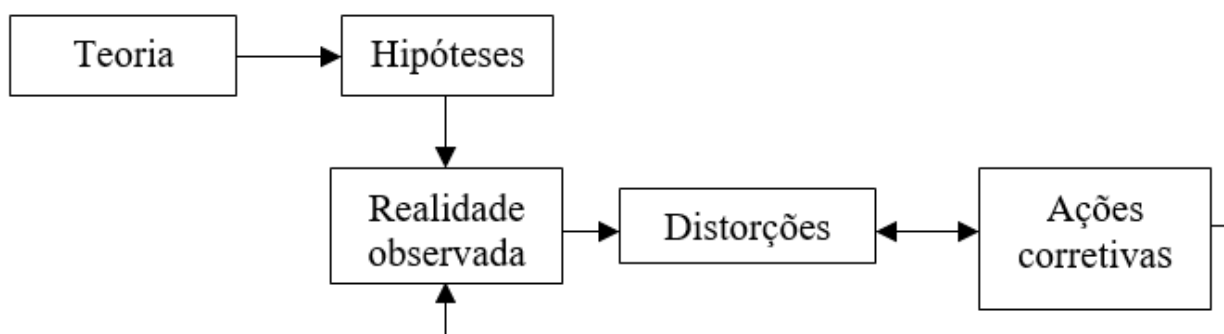 Teoria
Hipóteses
Realidade
observada
Distorções
Ações
corretivas